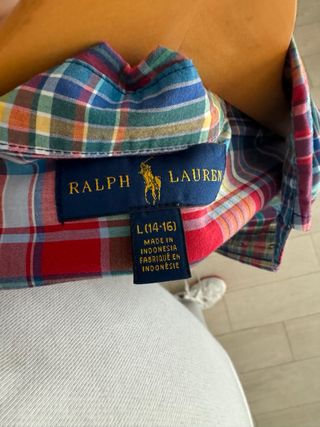 RALPH LAUREN
L (14-16)
MADE IN
INDONESIA
FABRIQUÉ EN
INDONÉSIE